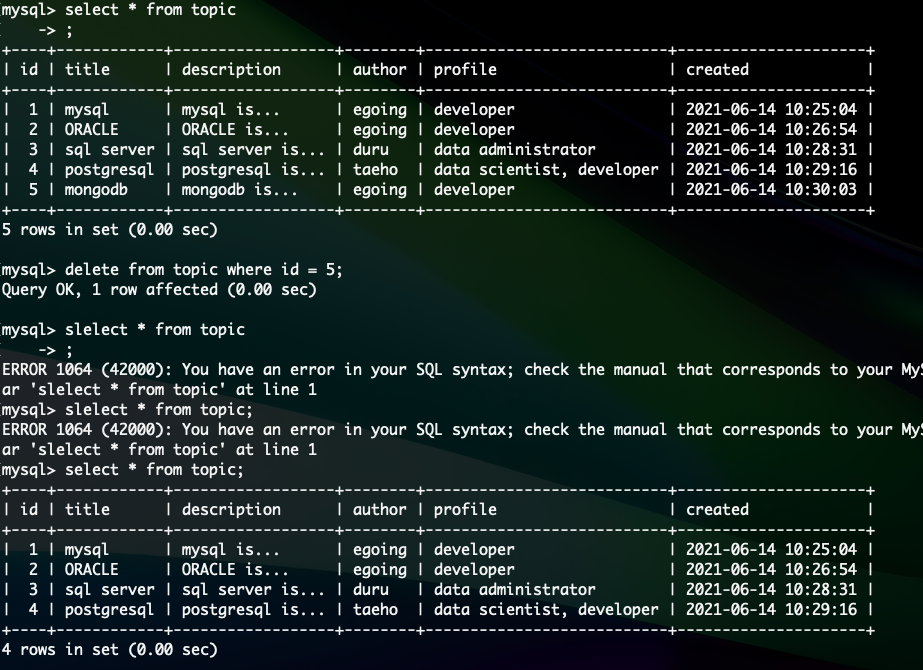 mysql> select * from topic
    -> ;
+----+------------+-------------------+--------+---------------------------+---------------------+
| id | title      | description       | author | profile                   | created             |
+----+------------+-------------------+--------+---------------------------+---------------------+
|  1 | mysql      | mysql is...       | egoing | developer                 | 2021-06-14 10:25:04 |
|  2 | ORACLE     | ORACLE is...      | egoing | developer                 | 2021-06-14 10:26:54 |
|  3 | sql server | sql server is...  | duru   | data administrator        | 2021-06-14 10:28:31 |
|  4 | postgresql | postgresql is...  | taeho  | data scientist, developer | 2021-06-14 10:29:16 |
|  5 | mongodb    | mongodb is...     | egoing | developer                 | 2021-06-14 10:30:03 |
+----+------------+-------------------+--------+---------------------------+---------------------+
5 rows in set (0.00 sec)
mysql> delete from topic where id = 5;
Query OK, 1 row affected (0.00 sec)
mysql> slelect * from topic
    -> ;
ERROR 1064 (42000): You have an error in your SQL syntax; check the manual that corresponds to your MyS
ar 'slelect * from topic' at line 1
mysql> slelect * from topic;
ERROR 1064 (42000): You have an error in your SQL syntax; check the manual that corresponds to your MyS
ar 'slelect * from topic' at line 1
mysql> select * from topic;
+----+------------+-------------------+--------+---------------------------+---------------------+
| id | title      | description       | author | profile                   | created             |
+----+------------+-------------------+--------+---------------------------+---------------------+
|  1 | mysql      | mysql is...       | egoing | developer                 | 2021-06-14 10:25:04 |
|  2 | ORACLE     | ORACLE is...      | egoing | developer                 | 2021-06-14 10:26:54 |
|  3 | sql server | sql server is...  | duru   | data administrator        | 2021-06-14 10:28:31 |
|  4 | postgresql | postgresql is...  | taeho  | data scientist, developer | 2021-06-14 10:29:16 |
+----+------------+-------------------+--------+---------------------------+---------------------+
4 rows in set (0.00 sec)